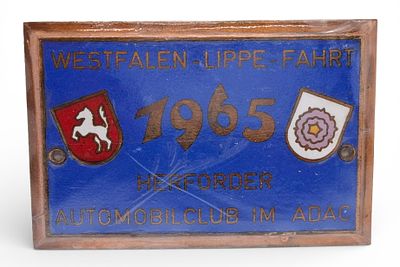 WESTFALEN-LIPPE-FAHRT
1965
HERFORDER
AUTOMOBILCLUB IM ADAC